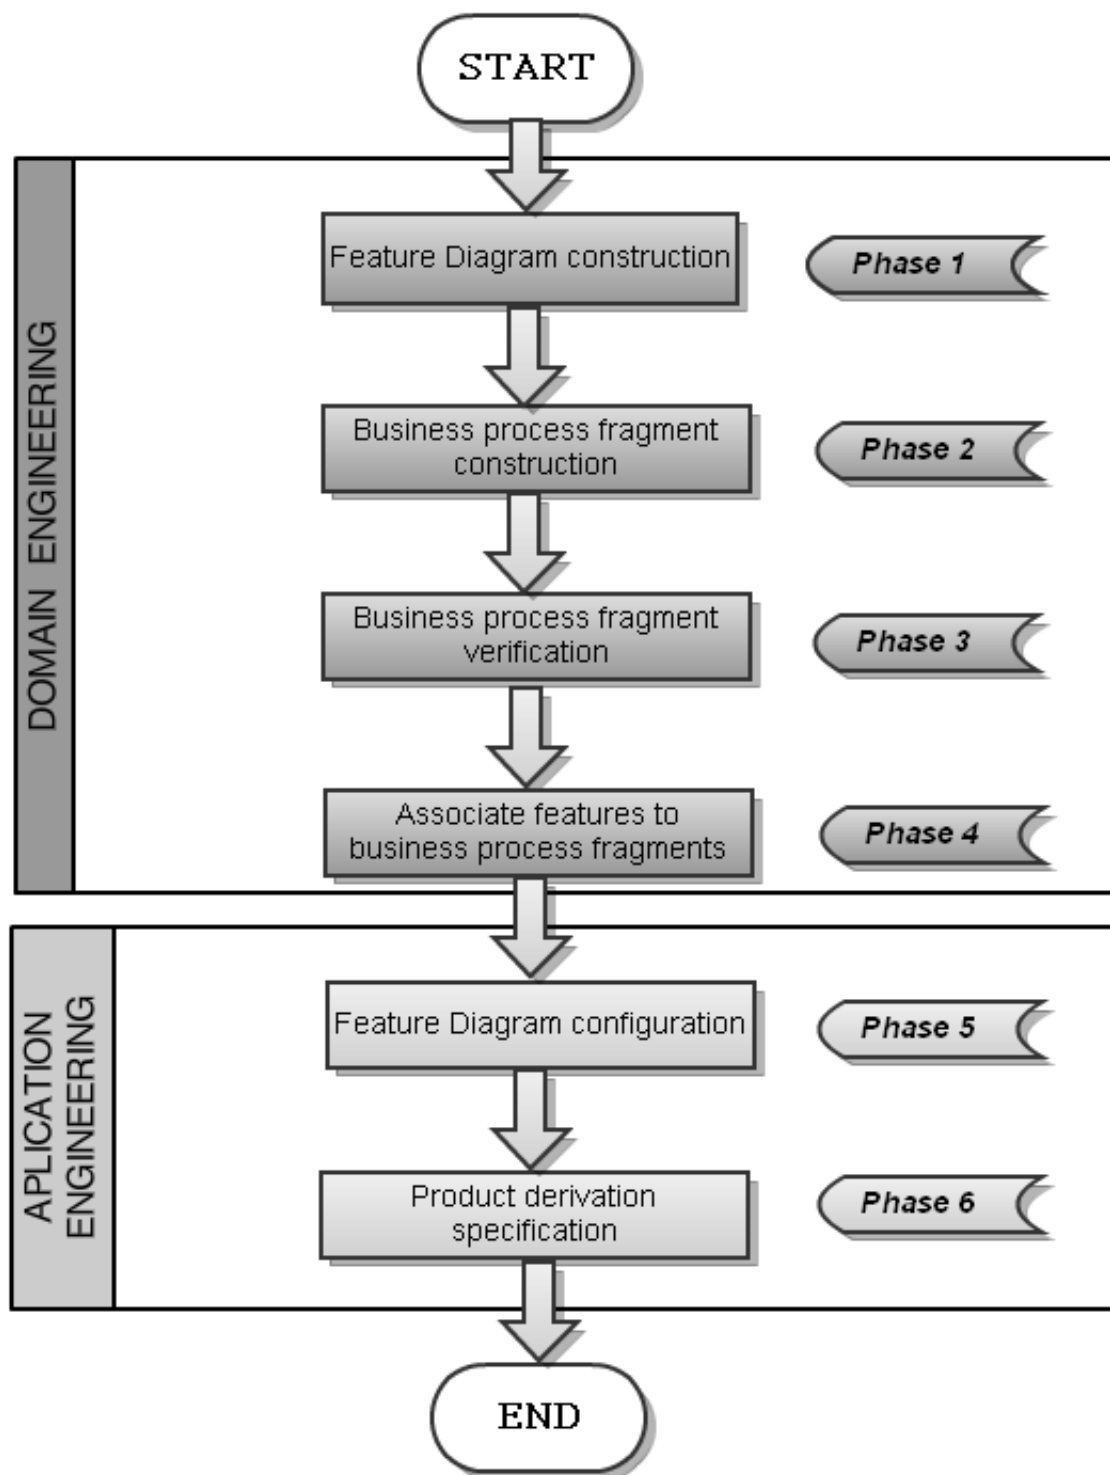 START
DOMAIN ENGINEERING
Feature Diagram construction
Phase 1
Business process fragment
construction
Phase 2
Business process fragment
verification
Phase 3
Associate features to
business process fragments
Phase 4
APLICATION
ENGINEERING
Feature Diagram configuration
Phase 5
Product derivation
specification
Phase 6
END